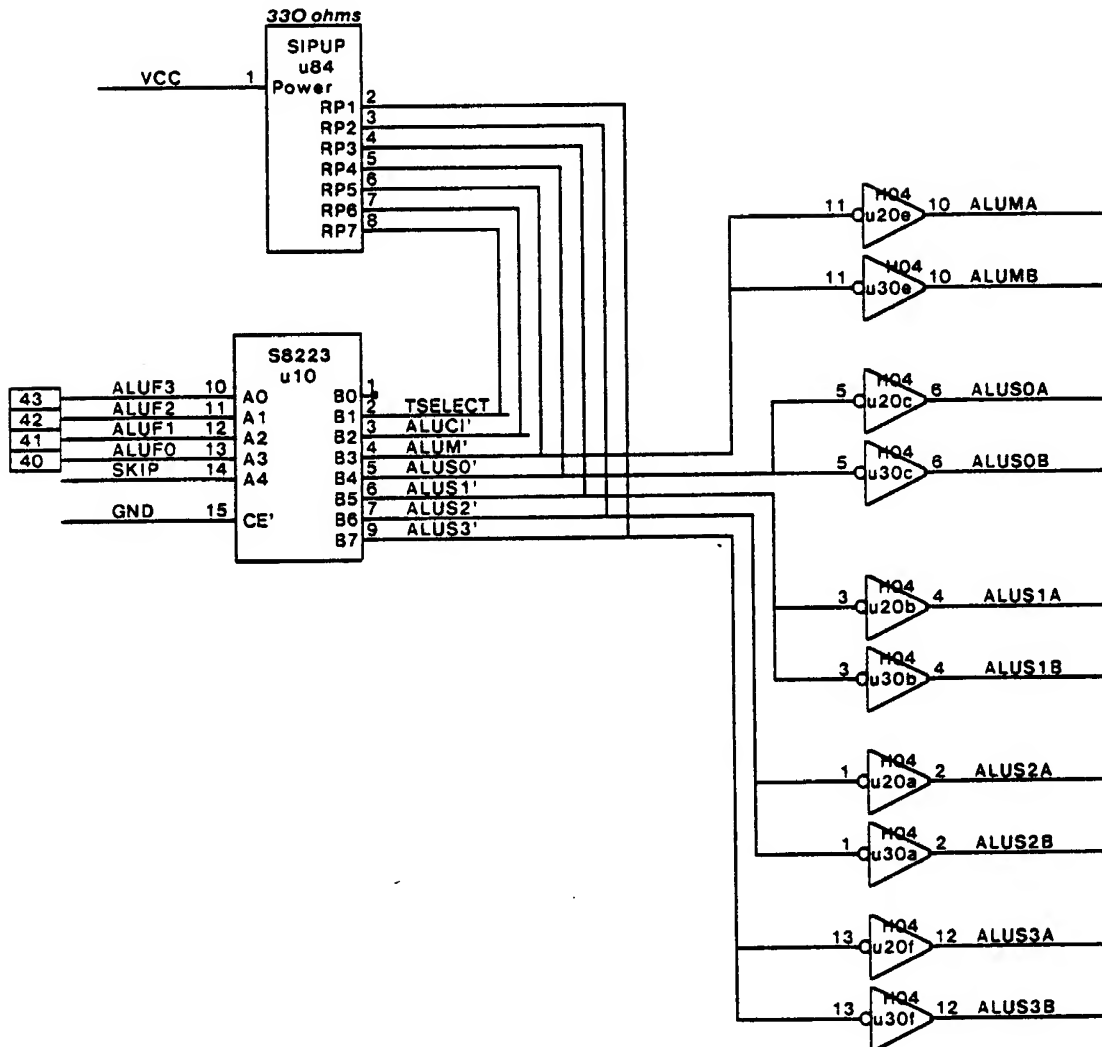 330 ohms
SIPUP
u84
VCC 1 Power
RP1 2
RP2 3
RP3 4
RP4 5
RP5 6
RP6 7
RP7 8
S8223
u10
43 ALUF3 10 A0
42 ALUF2 11 A1
41 ALUF1 12 A2
40 ALUF0 13 A3
SKIP 14 A4
GND 15 CE'
B0 1
B1 2 TSELECT
B2 3 ALUCI'
B3 4 ALUM'
B4 5 ALUS0'
B5 6 ALUS1'
B6 7 ALUS2'
B7 9 ALUS3'
H04
11 u20e 10 ALUMA
H04
11 u30e 10 ALUMB
H04
5 u20c 6 ALUS0A
H04
5 u30c 6 ALUS0B
H04
3 u20b 4 ALUS1A
H04
3 u30b 4 ALUS1B
H04
1 u20a 2 ALUS2A
H04
1 u30a 2 ALUS2B
H04
13 u20f 12 ALUS3A
H04
13 u30f 12 ALUS3B